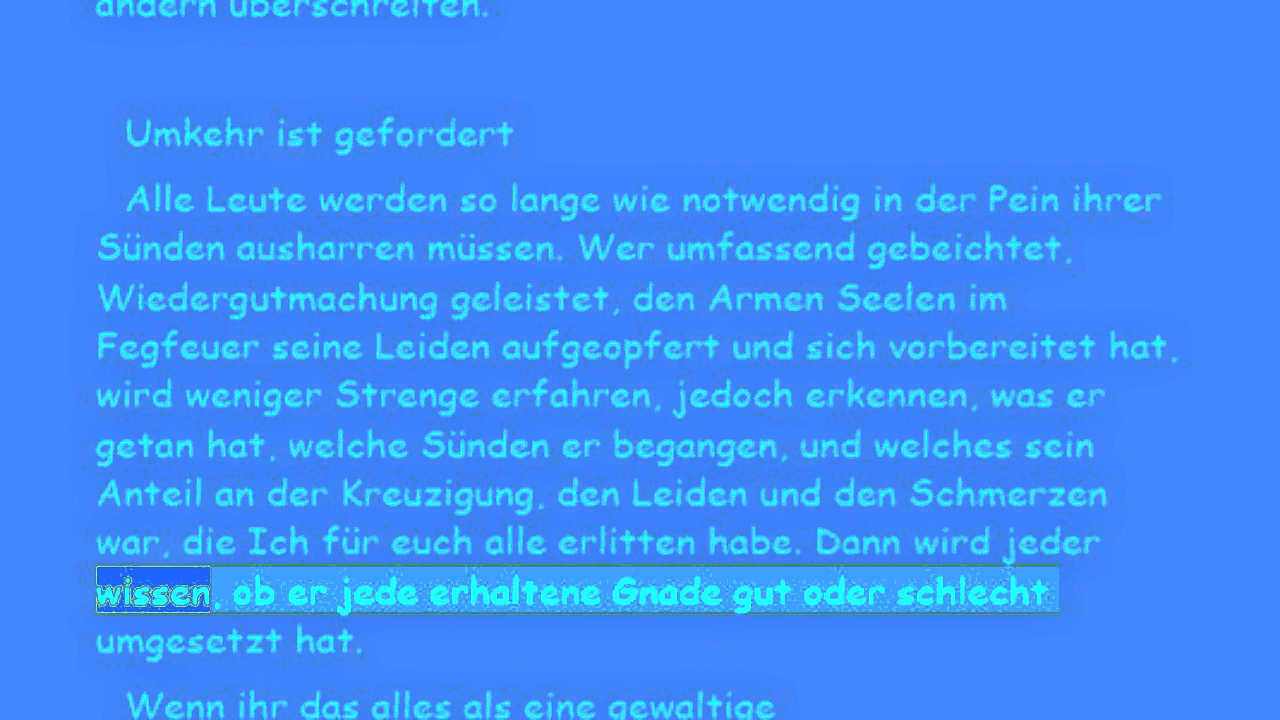 andern überschreiten.
Umkehr ist gefordert
Alle Leute werden so lange wie notwendig in der Pein ihrer
Sünden ausharren müssen. Wer umfassend gebeichtet,
Wiedergutmachung geleistet, den Armen Seelen im
Fegfeuer seine Leiden aufgeopfert und sich vorbereitet hat,
wird weniger Strenge erfahren, jedoch erkennen, was er
getan hat, welche Sünden er begangen, und welches sein
Anteil an der Kreuzigung, den Leiden und den Schmerzen
war, die Ich für euch alle erlitten habe. Dann wird jeder
wissen, ob er jede erhaltene Gnade gut oder schlecht
umgesetzt hat.
Wenn ihr das alles als eine gewaltige